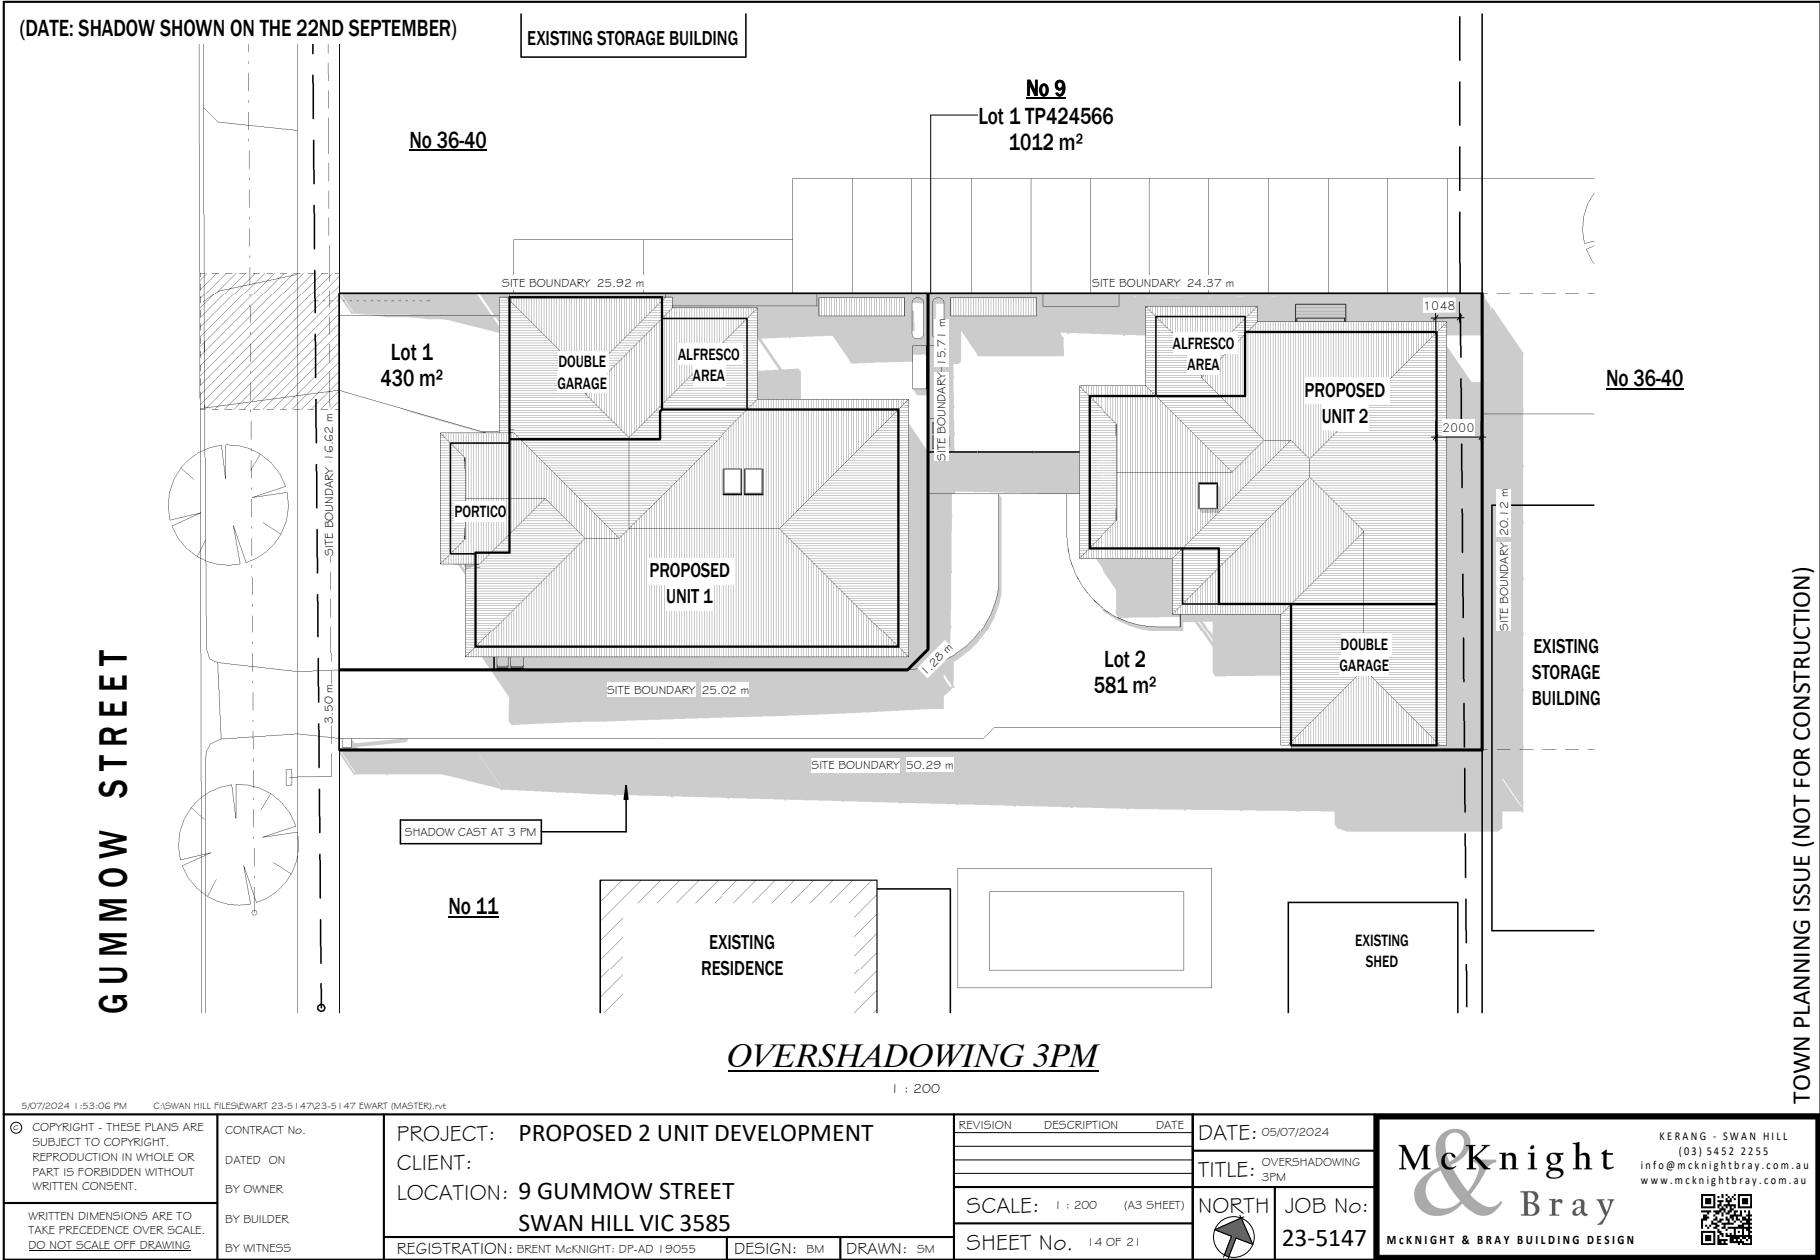 (DATE: SHADOW SHOWN ON THE 22ND SEPTEMBER)
EXISTING STORAGE BUILDING
No 9
Lot 1 TP424566
1012 m²
No 36-40
SITE BOUNDARY 25.92 m
SITE BOUNDARY 24.37 m
1048
Lot 1
430 m²
DOUBLE
GARAGE
ALFRESCO
AREA
SITE BOUNDARY 15.71 m
ALFRESCO
AREA
PROPOSED
UNIT 2
No 36-40
2000
SITE BOUNDARY 16.62 m
PORTICO
PROPOSED
UNIT 1
SITE BOUNDARY 20.12 m
1.28 m
Lot 2
581 m²
DOUBLE
GARAGE
EXISTING
STORAGE
BUILDING
SITE BOUNDARY 25.02 m
3.50 m
SITE BOUNDARY 50.29 m
SHADOW CAST AT 3 PM
GUMMOW STREET
No 11
EXISTING
RESIDENCE
EXISTING
SHED
TOWN PLANNING ISSUE (NOT FOR CONSTRUCTION)
OVERSHADOWING 3PM
1 : 200
5/07/2024 1:53:06 PM C:\SWAN HILL FILES\EWART 23-5147\23-5147 EWART (MASTER).rvt
© COPYRIGHT - THESE PLANS ARE
SUBJECT TO COPYRIGHT.
REPRODUCTION IN WHOLE OR
PART IS FORBIDDEN WITHOUT
WRITTEN CONSENT.
WRITTEN DIMENSIONS ARE TO
TAKE PRECEDENCE OVER SCALE.
DO NOT SCALE OFF DRAWING
CONTRACT No.
DATED ON
BY OWNER
BY BUILDER
BY WITNESS
PROJECT: PROPOSED 2 UNIT DEVELOPMENT
CLIENT:
LOCATION: 9 GUMMOW STREET
SWAN HILL VIC 3585
REGISTRATION: BRENT McKNIGHT: DP-AD 19055
DESIGN: BM
DRAWN: SM
REVISION DESCRIPTION DATE
SCALE: 1 : 200 (A3 SHEET)
SHEET No. 14 OF 21
DATE: 05/07/2024
TITLE: OVERSHADOWING
3PM
NORTH
JOB No:
23-5147
McKnight
&
Bray
McKNIGHT & BRAY BUILDING DESIGN
KERANG - SWAN HILL
(03) 5452 2255
info@mcknightbray.com.au
www.mcknightbray.com.au